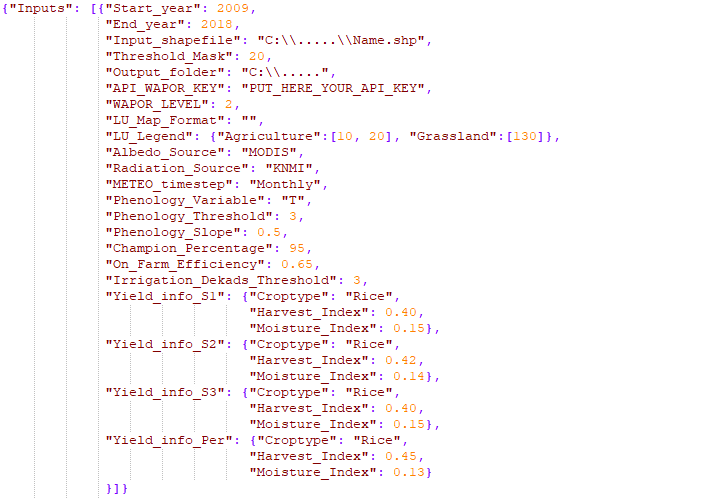 {"Inputs": [{"Start_year": 2009,
"End_year": 2018,
"Input_shapefile": "C:\\.....\\Name.shp",
"Threshold_Mask": 20,
"Output_folder": "C:\\.....",
"API_WAPOR_KEY": "PUT_HERE_YOUR_API_KEY",
"WAPOR_LEVEL": 2,
"LU_Map_Format": "",
"LU_Legend": {"Agriculture":[10, 20], "Grassland":[130]},
"Albedo_Source": "MODIS",
"Radiation_Source": "KNMI",
"METEO_timestep": "Monthly",
"Phenology_Variable": "T",
"Phenology_Threshold": 3,
"Phenology_Slope": 0.5,
"Champion_Percentage": 95,
"On_Farm_Efficiency": 0.65,
"Irrigation_Dekads_Threshold": 3,
"Yield_info_S1": {"Croptype": "Rice",
"Harvest_Index": 0.40,
"Moisture_Index": 0.15},
"Yield_info_S2": {"Croptype": "Rice",
"Harvest_Index": 0.42,
"Moisture_Index": 0.14},
"Yield_info_S3": {"Croptype": "Rice",
"Harvest_Index": 0.40,
"Moisture_Index": 0.15},
"Yield_info_Per": {"Croptype": "Rice",
"Harvest_Index": 0.45,
"Moisture_Index": 0.13}
}]}